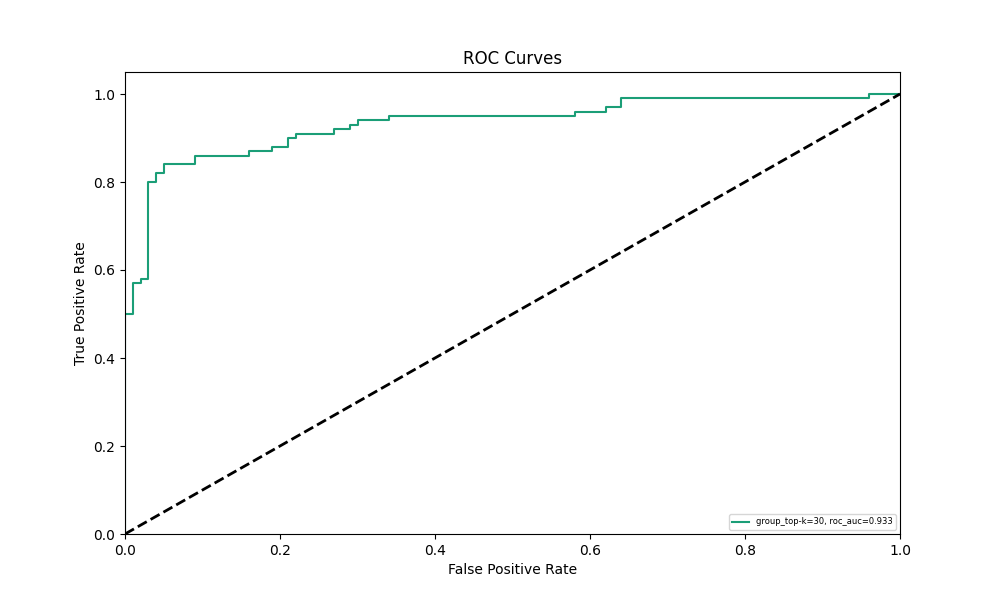 ROC Curves
True Positive Rate
1.0
0.8
0.6
0.4
0.2
0.0
group_top-k=30, roc_auc=0.933
0.0 0.2 0.4 0.6 0.8 1.0
False Positive Rate